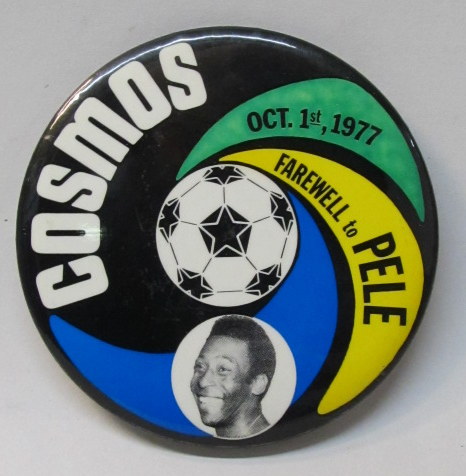 COSMOS
OCT. 1st, 1977
FAREWELL to PELE